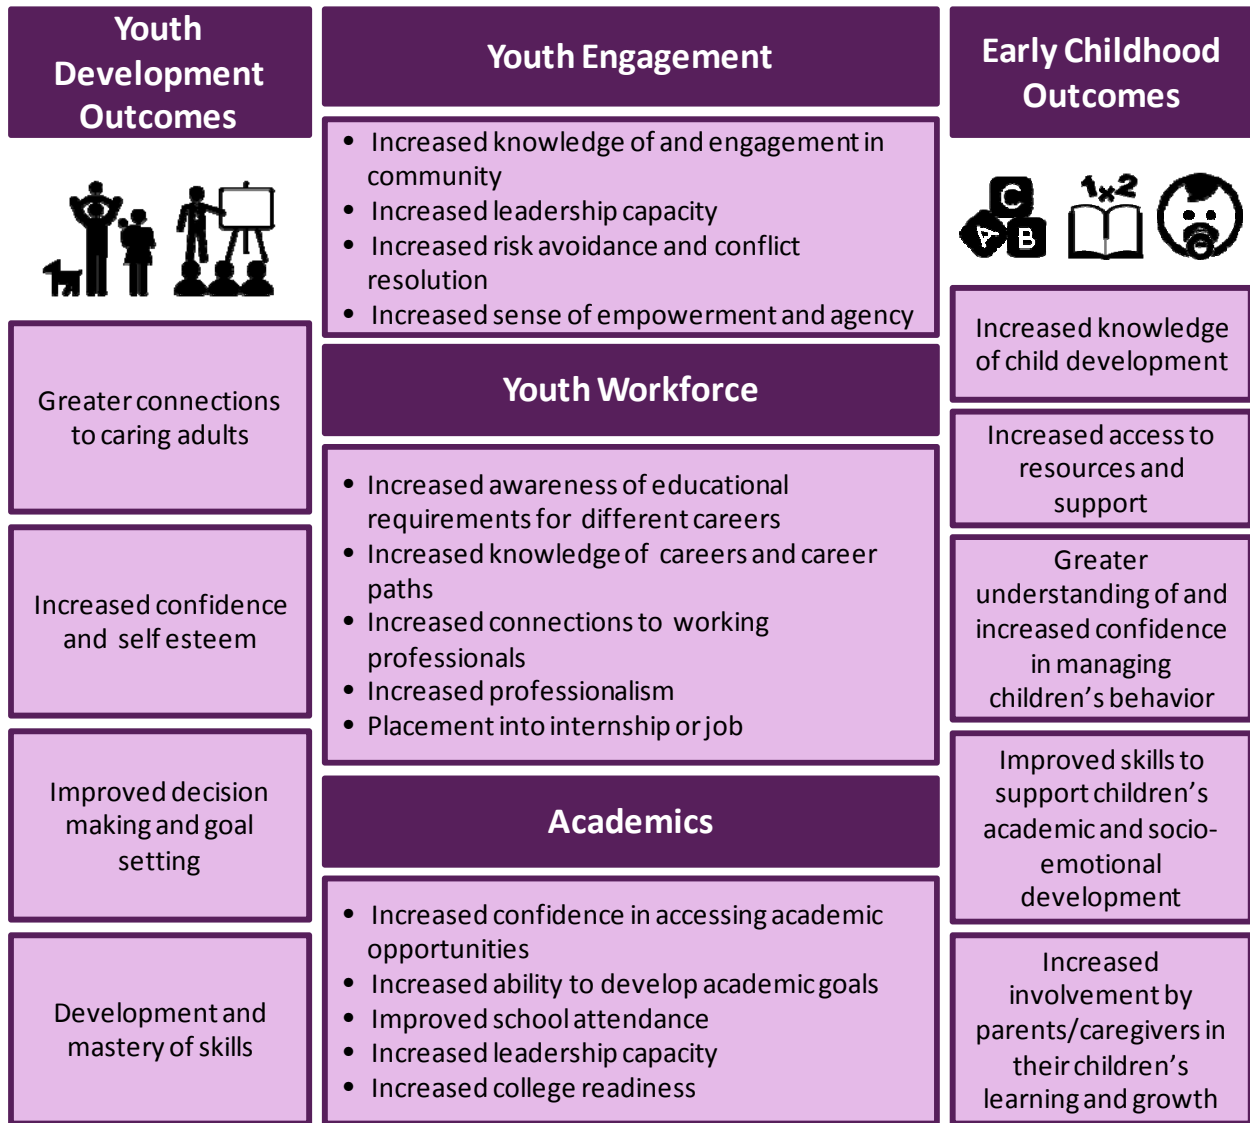 Youth
Development
Outcomes
Greater connections
to caring adults
Increased confidence
and self esteem
Improved decision
making and goal
setting
Development and
mastery of skills
Youth Engagement
• Increased knowledge of and engagement in
community
• Increased leadership capacity
• Increased risk avoidance and conflict
resolution
• Increased sense of empowerment and agency
Youth Workforce
• Increased awareness of educational
requirements for different careers
• Increased knowledge of careers and career
paths
• Increased connections to working
professionals
• Increased professionalism
• Placement into internship or job
Academics
• Increased confidence in accessing academic
opportunities
• Increased ability to develop academic goals
• Improved school attendance
• Increased leadership capacity
• Increased college readiness
Early Childhood
Outcomes
C
A B
1x2
Increased knowledge
of child development
Increased access to
resources and
support
Greater
understanding of and
increased confidence
in managing
children’s behavior
Improved skills to
support children’s
academic and socio-
emotional
development
Increased
involvement by
parents/caregivers in
their children’s
learning and growth